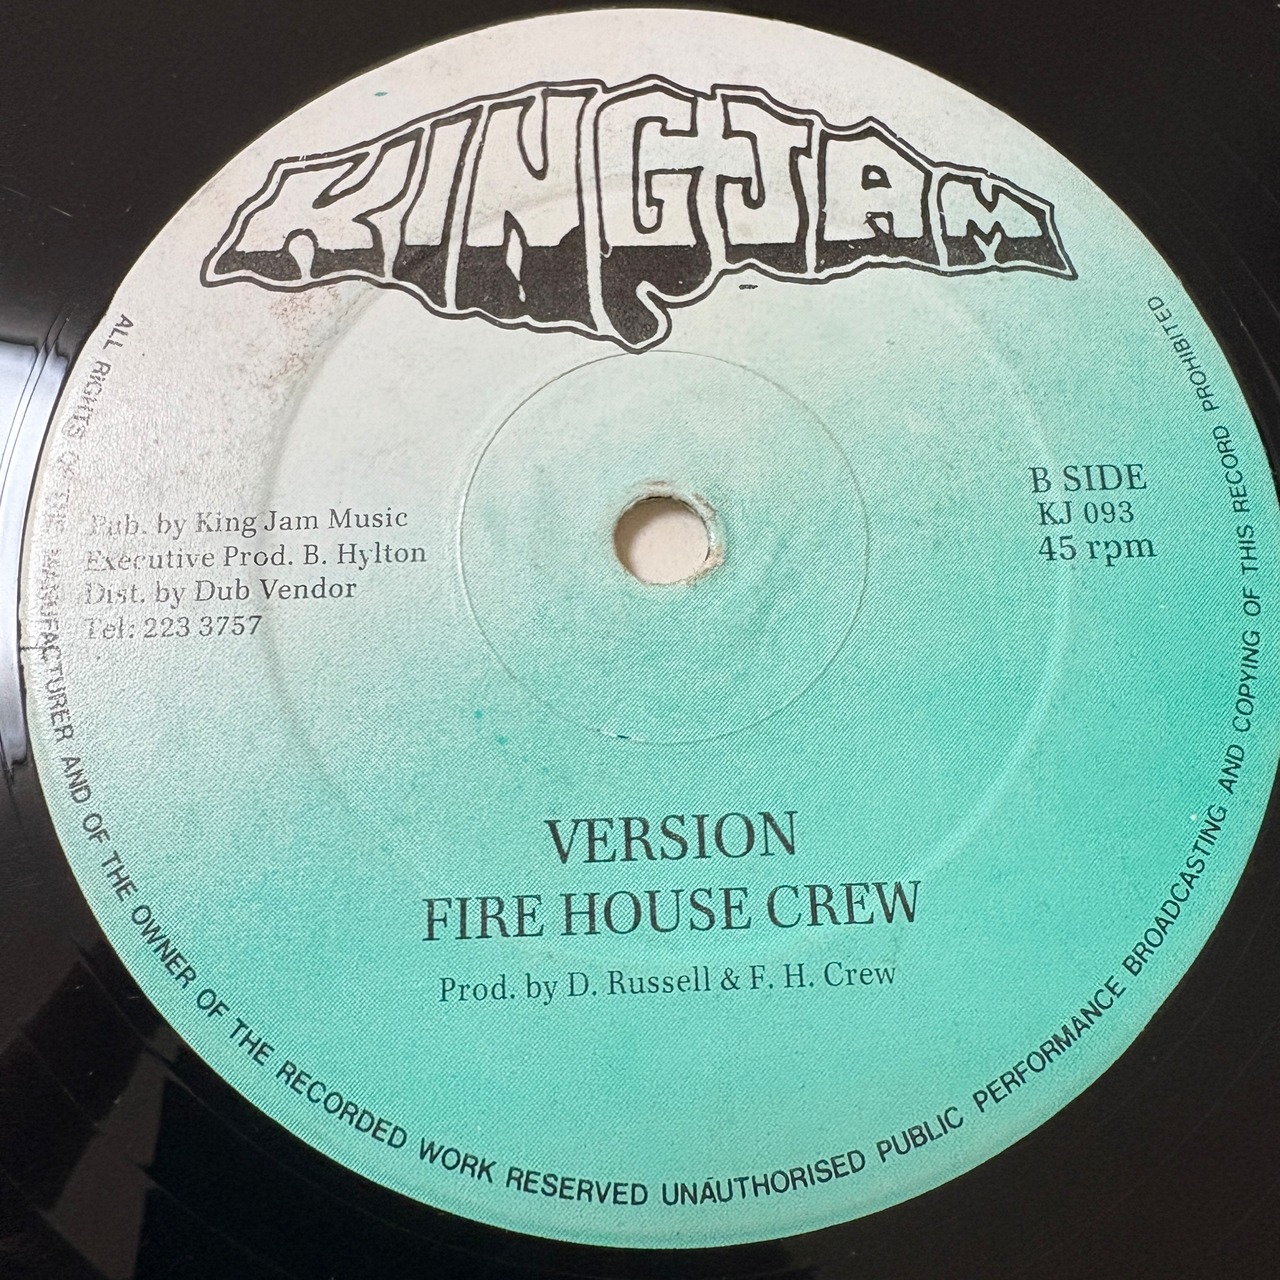 KING JAM
Pub. by King Jam Music
Executive Prod. B. Hylton
Dist. by Dub Vendor
Tel: 223 3757
B SIDE
KJ 093
45 rpm
VERSION
FIRE HOUSE CREW
Prod. by D. Russell & F. H. Crew
ALL RIGHTS OF THE MANUFACTURER AND OF THE OWNER OF THE RECORDED WORK RESERVED UNAUTHORISED PUBLIC PERFORMANCE BROADCASTING AND COPYING OF THIS RECORD PROHIBITED